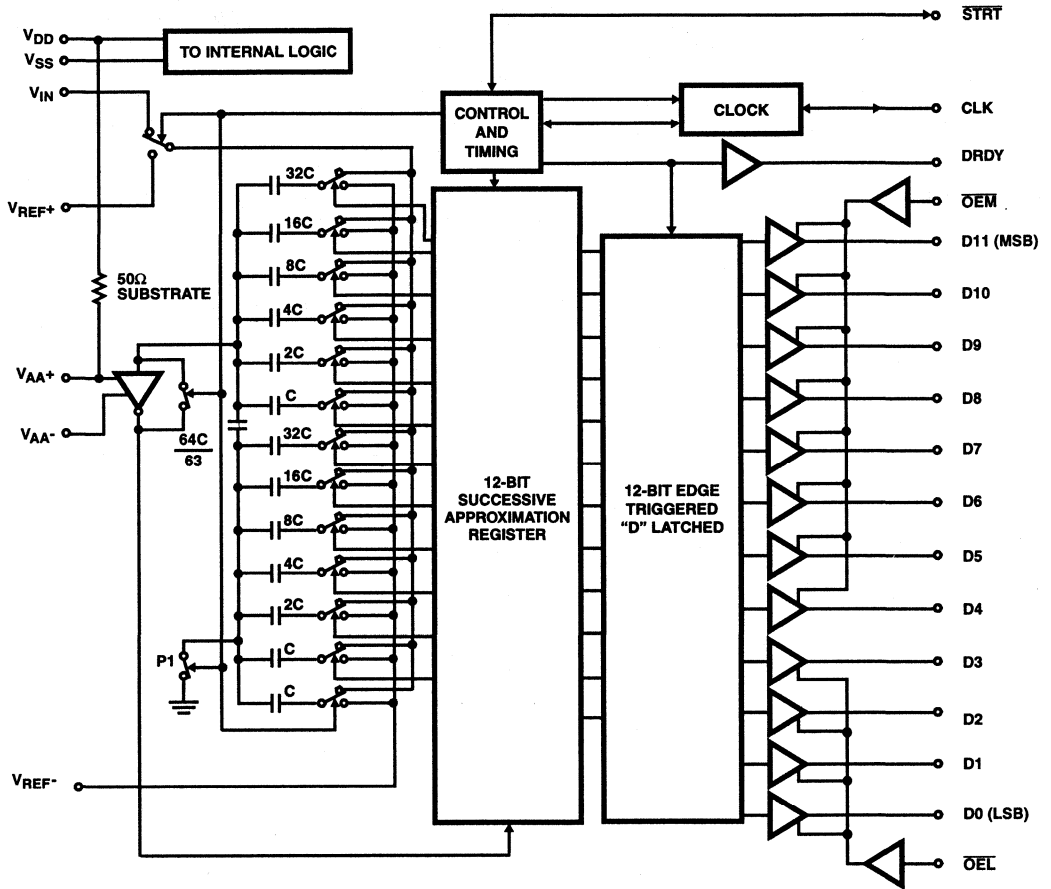 STRT
VDD
TO INTERNAL LOGIC
VSS
VIN
CONTROL
AND
TIMING
CLOCK
CLK
DRDY
32C
VREF+
OEM
16C
D11 (MSB)
8C
50Ω
SUBSTRATE
D10
4C
D9
2C
VAA+
C
D8
VAA-
64C
63
32C
D7
16C
12-BIT
SUCCESSIVE
APPROXIMATION
REGISTER
12-BIT EDGE
TRIGGERED
“D” LATCHED
D6
8C
D5
4C
2C
D4
P1
C
D3
C
D2
VREF-
D1
D0 (LSB)
OEL